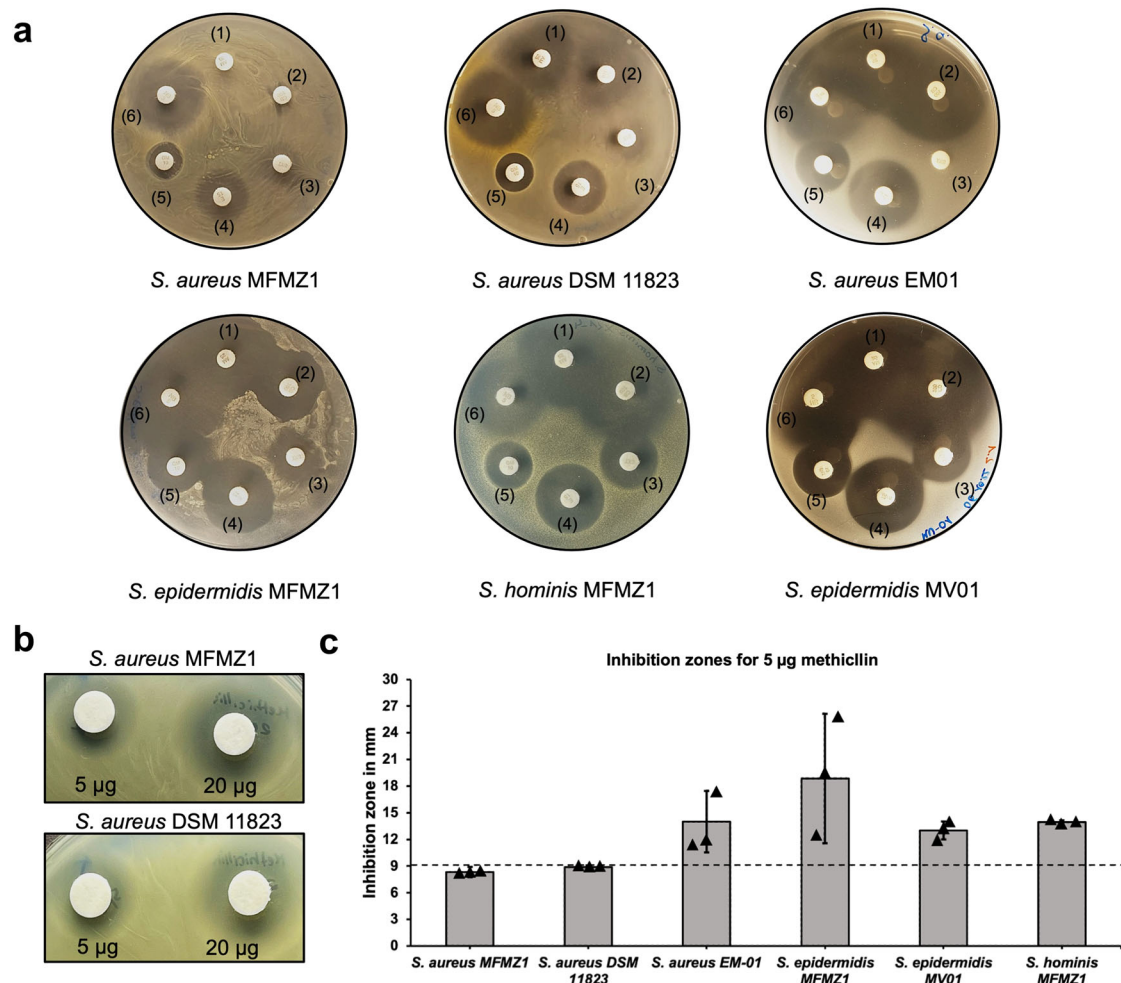 a
(1)
(2)
(3)
(4)
(5)
(6)
S. aureus MFMZ1
(1)
(2)
(3)
(4)
(5)
(6)
S. aureus DSM 11823
(1)
(2)
(3)
(4)
(5)
(6)
S. aureus EM01
(1)
(2)
(3)
(4)
(5)
(6)
S. epidermidis MFMZ1
(1)
(2)
(3)
(4)
(5)
(6)
S. hominis MFMZ1
(1)
(2)
(3)
(4)
(5)
(6)
S. epidermidis MV01
b
S. aureus MFMZ1
5 µg
20 µg
S. aureus DSM 11823
5 µg
20 µg
c
Inhibition zones for 5 µg methicllin
Inhibition zone in mm
30
27
24
21
18
15
12
9
6
3
0
S. aureus MFMZ1
S. aureus DSM
11823
S. aureus EM-01
S. epidermidis
MFMZ1
S. epidermidis
MV01
S. hominis
MFMZ1